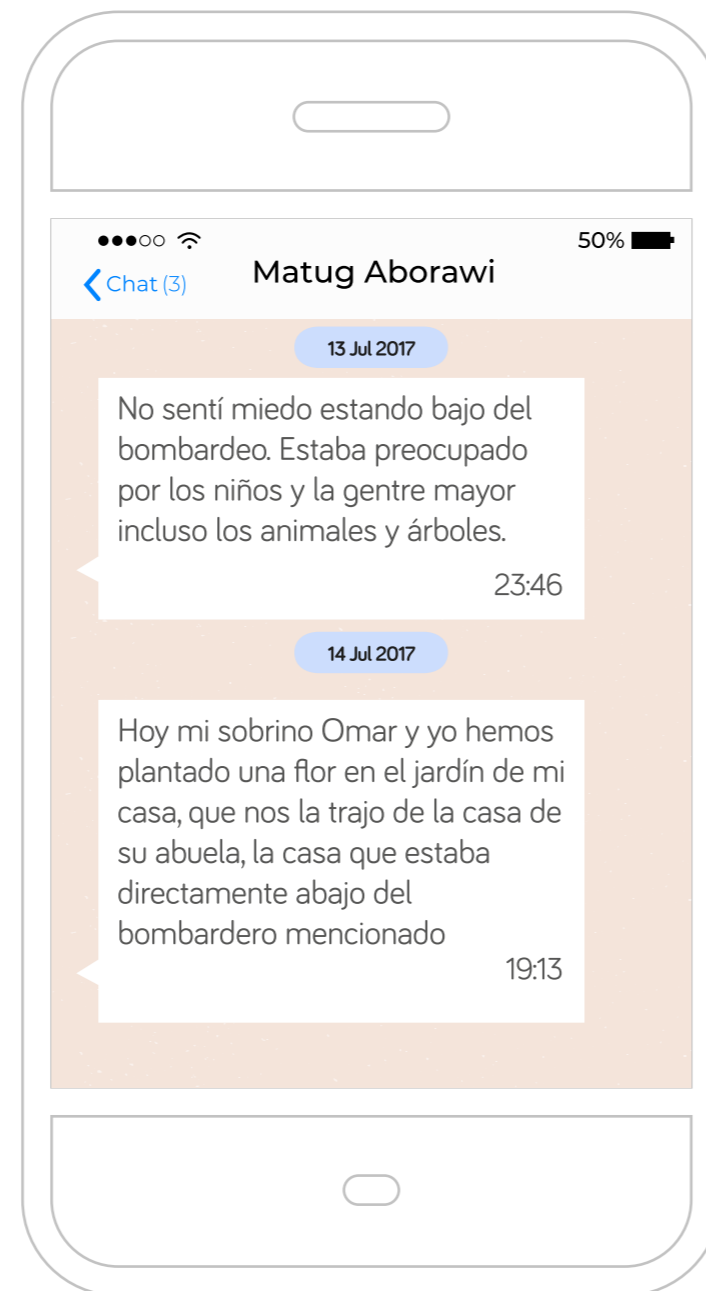 50%
Chat (3)
Matug Aborawi
13 Jul 2017
No sentí miedo estando bajo del
bombardeo. Estaba preocupado
por los niños y la gentre mayor
incluso los animales y árboles.
23:46
14 Jul 2017
Hoy mi sobrino Omar y yo hemos
plantado una flor en el jardín de mi
casa, que nos la trajo de la casa de
su abuela, la casa que estaba
directamente abajo del
bombardero mencionado
19:13